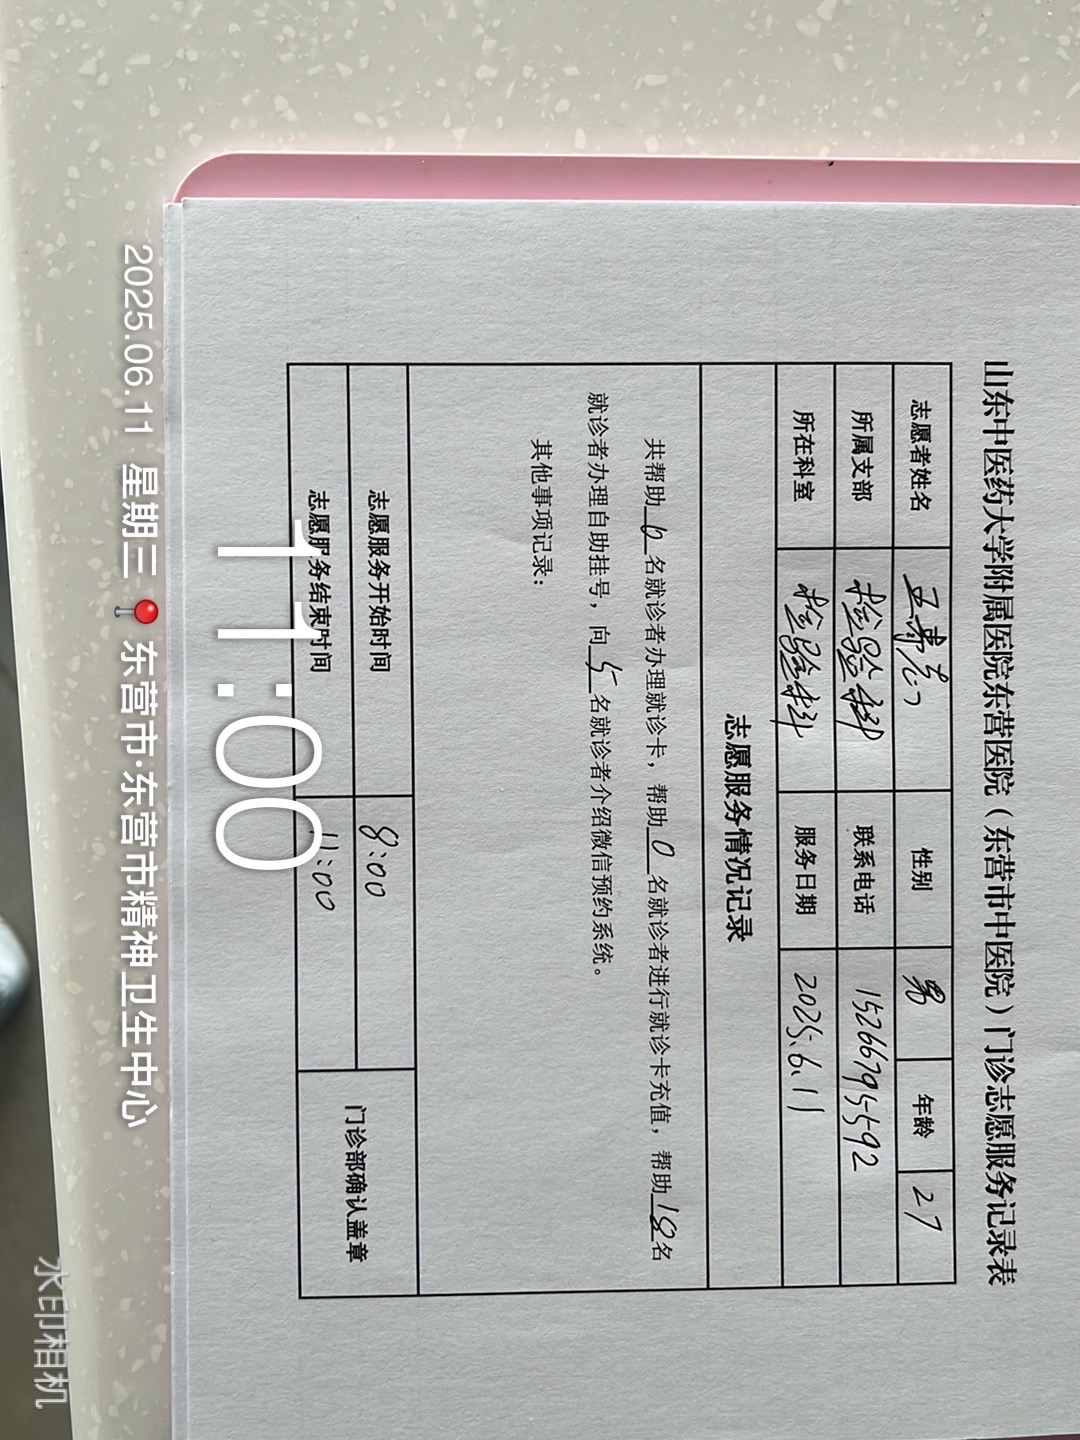 山东中医药大学附属医院东营医院（东营市中医院）门诊志愿服务记录表
志愿者姓名 性别 男 年龄 27
所属支部 检验科 联系电话 15266795592
所在科室 检验科 服务日期 2025.6.11
志愿服务情况记录
共帮助 6 名就诊者办理就诊卡，帮助 0 名就诊者进行就诊卡充值，帮助 18 名
就诊者办理自助挂号，向 5 名就诊者介绍微信预约系统。
其他事项记录：
志愿服务开始时间 8:00 门诊部确认盖章
志愿服务结束时间 11:00
11:00
2025.06.11 星期三 📍东营市·东营市精神卫生中心
水印相机